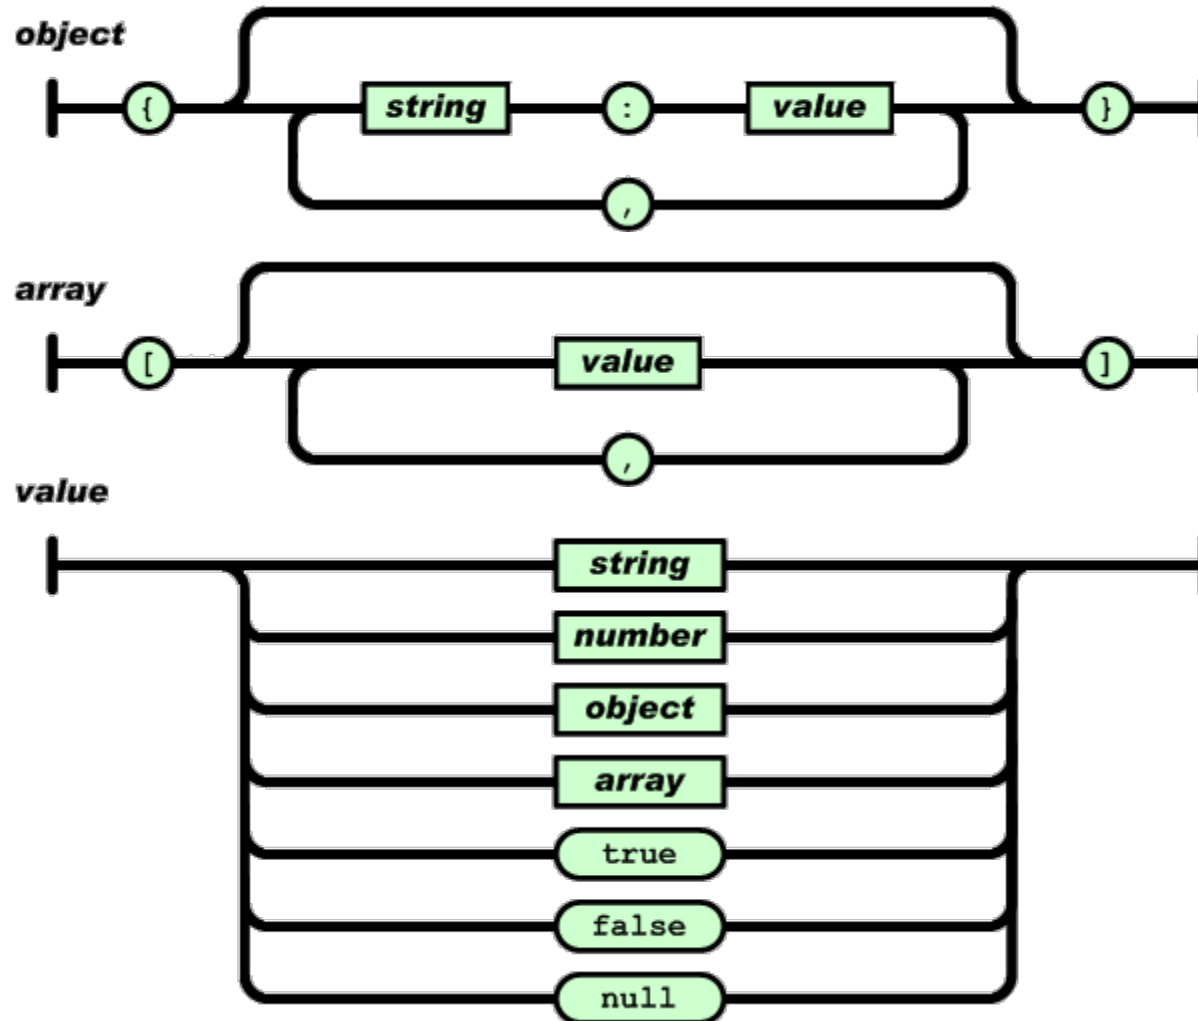 object
{ string : value }
,
array
[ value ]
,
value
string
number
object
array
true
false
null